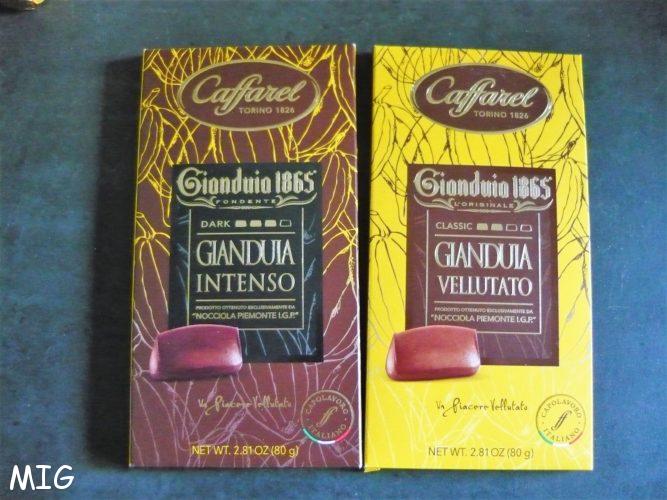 Caffarel
TORINO 1826
Gianduia 1865
FONDENTE
DARK
GIANDUIA
INTENSO
PRODOTTO OTTENUTO ESCLUSIVAMENTE DA
"NOCCIOLA PIEMONTE I.G.P."
Un Piacere Vellutato
CAPOLAVORO
ITALIANO
NET WT. 2.81 OZ (80g)
Caffarel
TORINO 1826
Gianduia 1865
L'ORIGINALE
CLASSIC
GIANDUIA
VELLUTATO
PRODOTTO OTTENUTO ESCLUSIVAMENTE DA
"NOCCIOLA PIEMONTE I.G.P."
Un Piacere Vellutato
CAPOLAVORO
ITALIANO
NET WT. 2.81 OZ (80g)
MIG